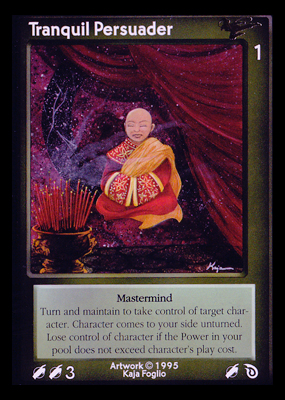 Tranquil Persuader
1
Kaja
Mastermind
Turn and maintain to take control of target char-
acter. Character comes to your side unturned.
Lose control of character if the Power in your
pool does not exceed character's play cost.
3
Artwork © 1995
Kaja Foglio